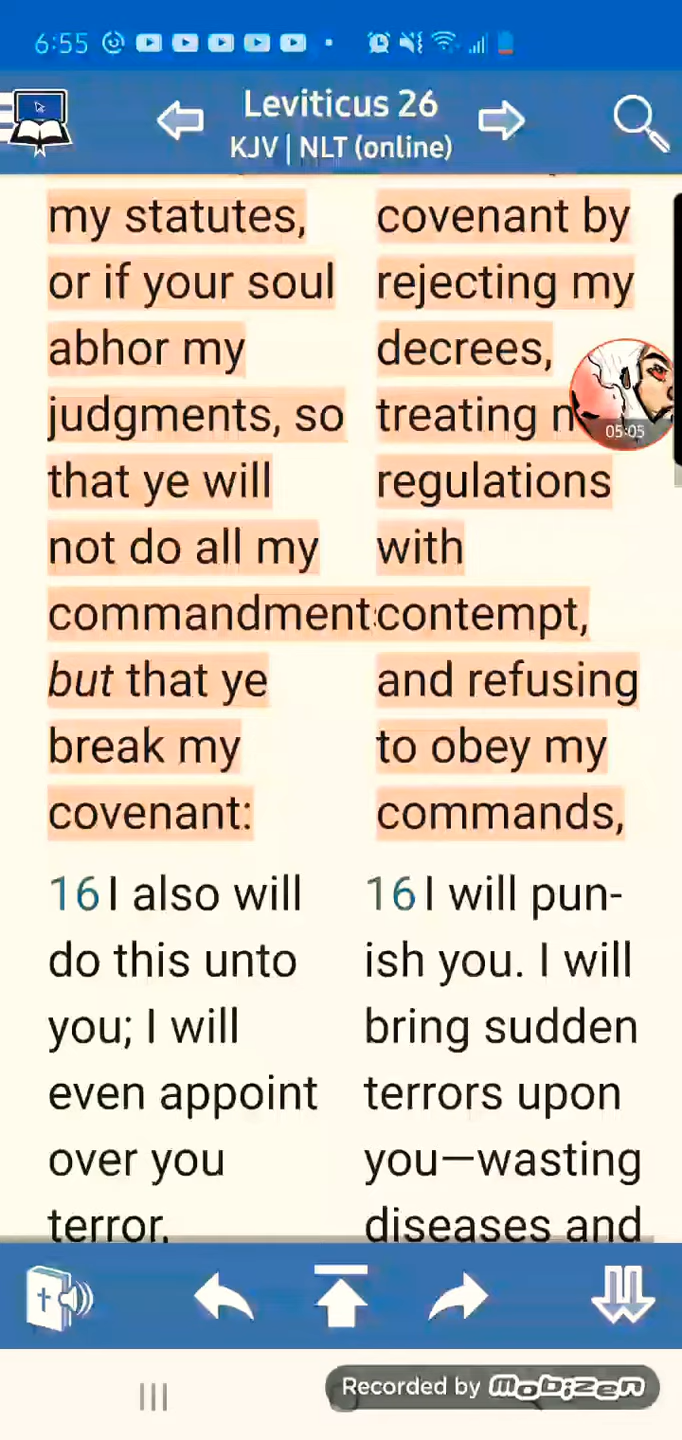 6:55
Leviticus 26
KJV | NLT (online)
my statutes,
or if your soul
abhor my
judgments, so
that ye will
not do all my
commandment
but that ye
break my
covenant:
16 I also will
do this unto
you; I will
even appoint
over you
terror,
covenant by
rejecting my
decrees,
treating
regulations
with
contempt,
and refusing
to obey my
commands,
16 I will pun-
ish you. I will
bring sudden
terrors upon
you—wasting
diseases and
05:05
Recorded by Mobizen